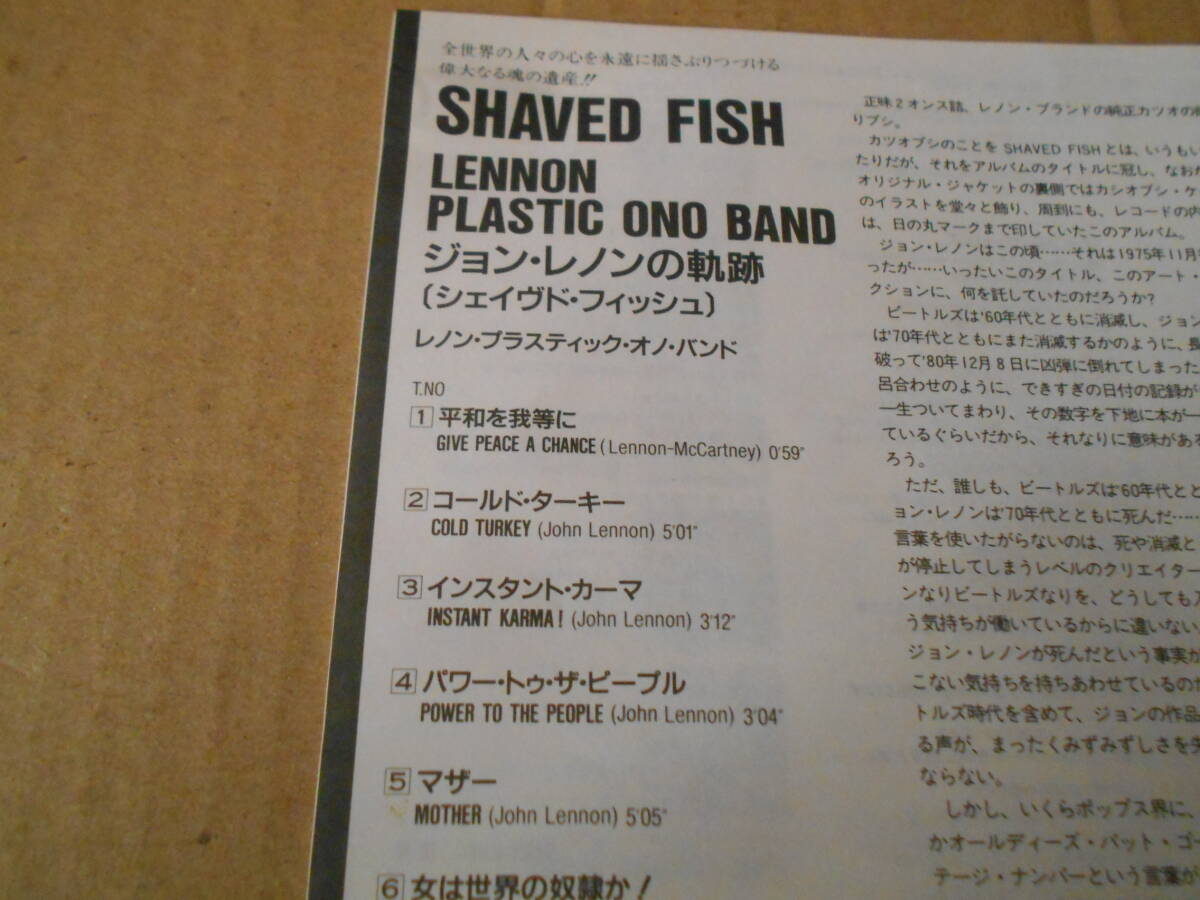 全世界の人々の心を永遠に揺さぶりつづける
偉大なる魂の遺産!!
SHAVED FISH
LENNON
PLASTIC ONO BAND
ジョン・レノンの軌跡
〔シェイヴド・フィッシュ〕
レノン・プラスティック・オノ・バンド
T.NO
1 平和を我等に
GIVE PEACE A CHANCE (Lennon-McCartney) 0'59"
2 コールド・ターキー
COLD TURKEY (John Lennon) 5'01"
3 インスタント・カーマ
INSTANT KARMA! (John Lennon) 3'12"
4 パワー・トゥ・ザ・ピープル
POWER TO THE PEOPLE (John Lennon) 3'04"
5 マザー
MOTHER (John Lennon) 5'05"
6 女は世界の奴隷か!
正味2オンス詰、レノン・ブランドの純正カツオの
りブシ。
カツオブシのことを SHAVED FISHとは、いうもい
たりだが、それをアルバムのタイトルに冠し、なおか
オリジナル・ジャケットの裏側ではカシオブシ・ケ
のイラストを堂々と飾り、周到にも、レコードの
は、日の丸マークまで印していたこのアルバム。
ジョン・レノンはこの頃……それは1975年11月
ったが……いったいこのタイトル、このアート・
クションに、何を託していたのだろうか?
ビートルズは'60年代とともに消滅し、ジョン
は'70年代とともにまた消滅するかのように、長
破って'80年12月8日に凶弾に倒れてしまった
呂合わせのように、できすぎの日付の記録が
一生ついてまわり、その数字を下地に本が一
ているぐらいだから、それなりに意味がある
ろう。
ただ、誰しも、ビートルズは'60年代とと
ョン・レノンは'70年代とともに死んだ……
言葉を使いたがらないのは、死や消滅と
が停止してしまうレベルのクリエイター
ンなりビートルズなりを、どうしても
う気持ちが働いているからに違いない
ジョン・レノンが死んだという事実が
こない気持ちを持ちあわせているのだ
トルズ時代を含めて、ジョンの作品
る声が、まったくみずみずしさを失
ならない。
しかし、いくらポップス界に、
かオールディーズ・バット・ゴー
テージ・ナンバーという言葉が